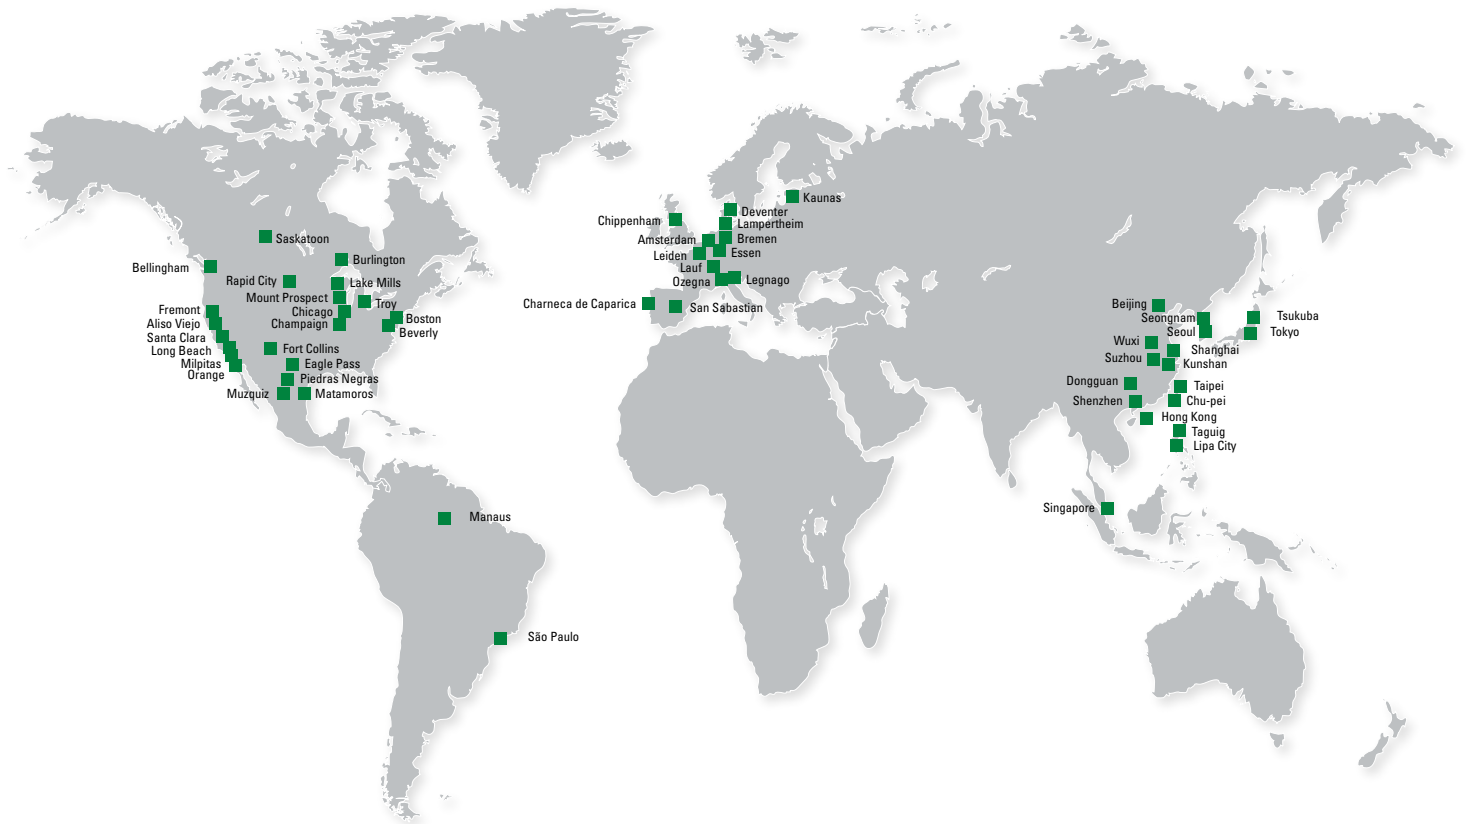 Saskatoon
Bellingham
Burlington
Rapid City
Lake Mills
Mount Prospect
Troy
Fremont
Chicago
Boston
Aliso Viejo
Champaign
Beverly
Santa Clara
Long Beach
Fort Collins
Milpitas
Eagle Pass
Orange
Piedras Negras
Muzquiz
Matamoros
Manaus
São Paulo
Kaunas
Deventer
Chippenham
Lampertheim
Amsterdam
Bremen
Leiden
Essen
Lauf
Ozegna
Legnago
Charneca de Caparica
San Sabastian
Beijing
Seongnam
Tsukuba
Seoul
Tokyo
Wuxi
Shanghai
Suzhou
Kunshan
Dongguan
Taipei
Shenzhen
Chu-pei
Hong Kong
Taguig
Lipa City
Singapore